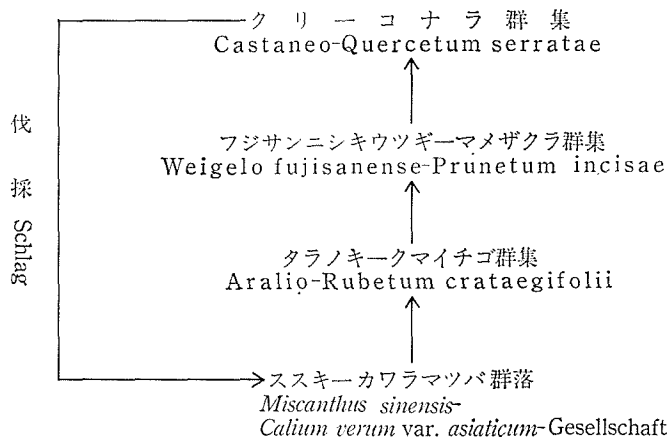 クリーコナラ群集
Castaneo-Quercetum serratae
伐採 Schlag
フジサンニシキウツギーマメザクラ群集
Weigelo fujisanense-Prunetum incisae
タラノキークマイチゴ群集
Aralio-Rubetum crataegifolii
ススキーカワラマツバ群落
Miscanthus sinensis-
Calium verum var. asiaticum-Gesellschaft